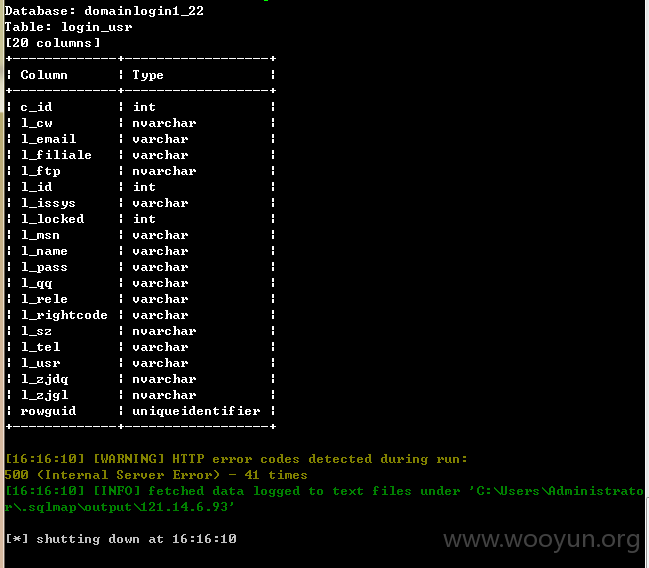 Database: domainlogin1_22
Table: login_usr
[20 columns]
+-------------+------------------+
¦ Column      ¦ Type             ¦
+-------------+------------------+
¦ c_id        ¦ int              ¦
¦ l_cw        ¦ nvarchar         ¦
¦ l_email     ¦ varchar          ¦
¦ l_filiale   ¦ varchar          ¦
¦ l_ftp       ¦ nvarchar         ¦
¦ l_id        ¦ int              ¦
¦ l_issys     ¦ varchar          ¦
¦ l_locked    ¦ int              ¦
¦ l_msn       ¦ varchar          ¦
¦ l_name      ¦ varchar          ¦
¦ l_pass      ¦ varchar          ¦
¦ l_qq        ¦ varchar          ¦
¦ l_rele      ¦ varchar          ¦
¦ l_rightcode ¦ varchar          ¦
¦ l_sz        ¦ nvarchar         ¦
¦ l_tel       ¦ varchar          ¦
¦ l_usr       ¦ varchar          ¦
¦ l_zjdq      ¦ nvarchar         ¦
¦ l_zjgl      ¦ nvarchar         ¦
¦ rowguid     ¦ uniqueidentifier ¦
+-------------+------------------+
[16:16:10] [WARNING] HTTP error codes detected during run:
500 (Internal Server Error) - 41 times
[16:16:10] [INFO] fetched data logged to text files under 'C:\Users\Administrato
r\.sqlmap\output\121.14.6.93'
[*] shutting down at 16:16:10
www.wooyun.org